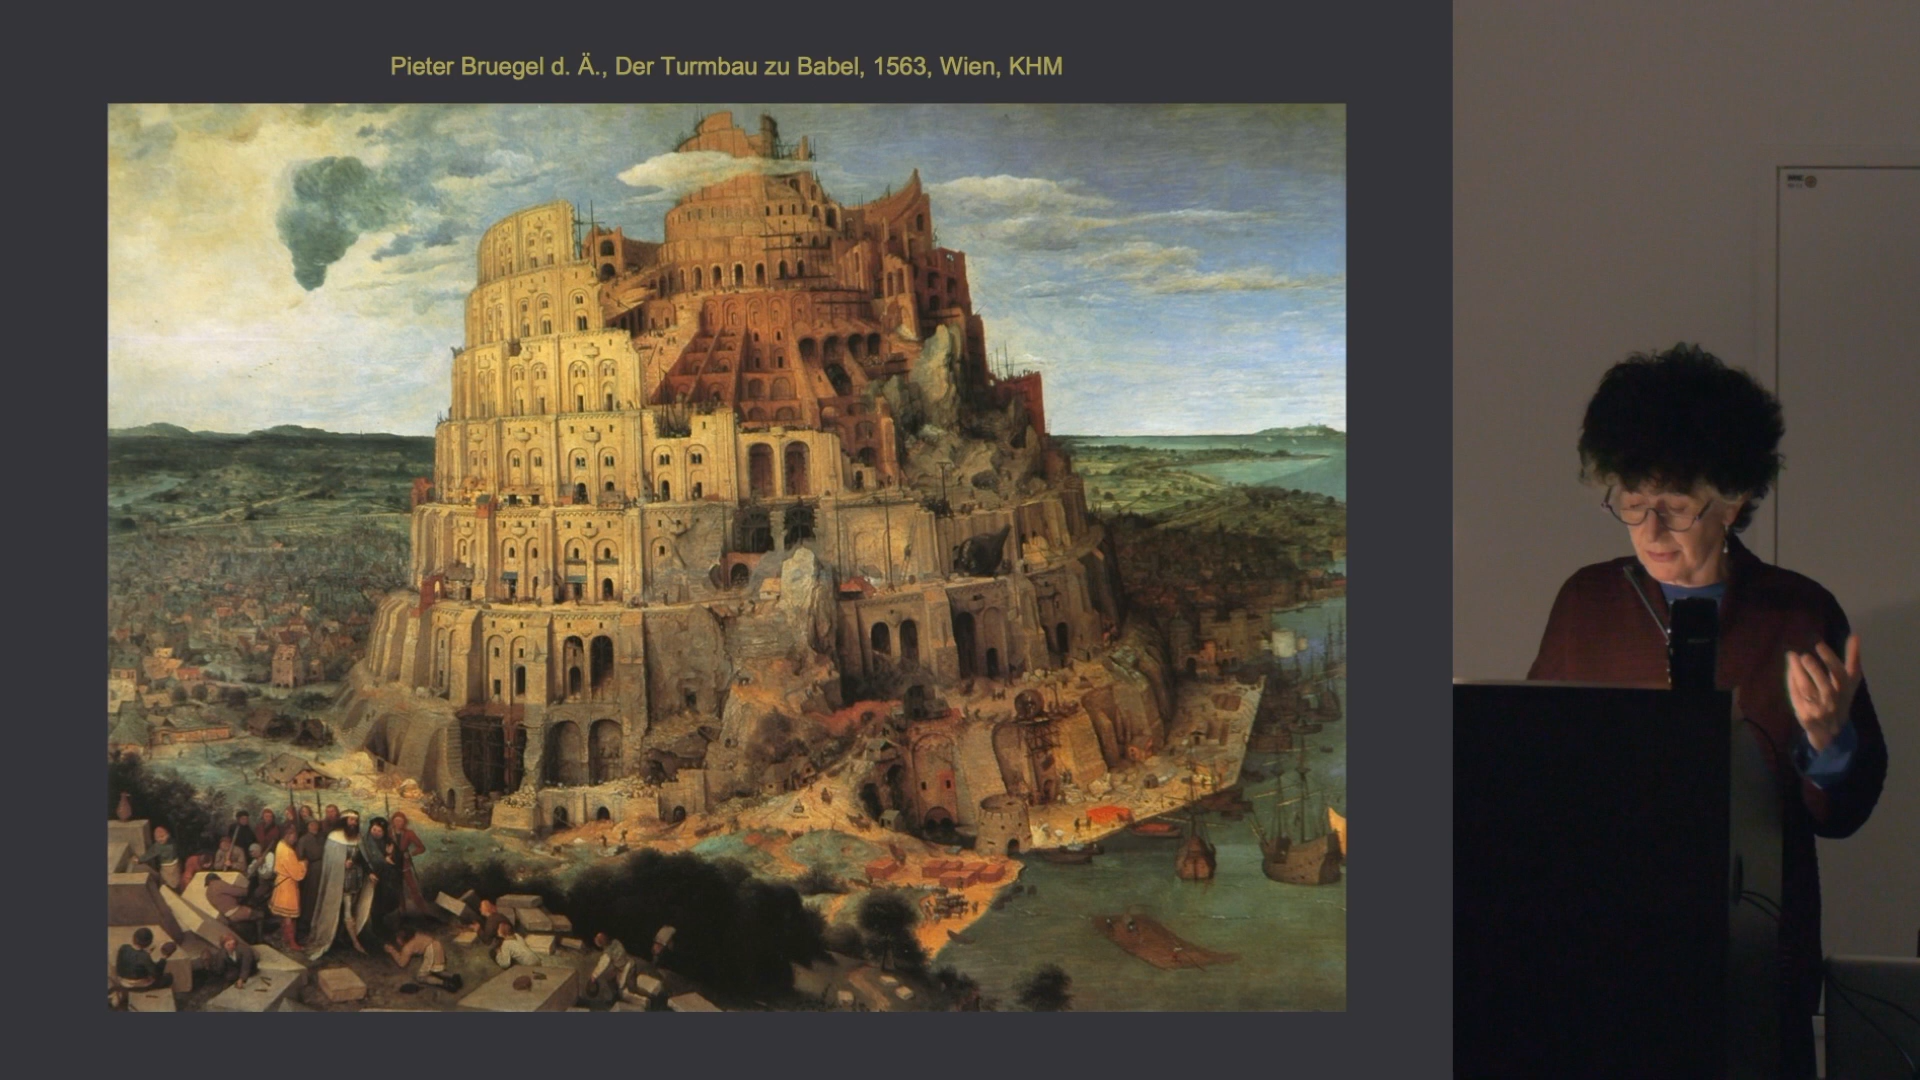 Pieter Bruegel d. Ä., Der Turmbau zu Babel, 1563, Wien, KHM